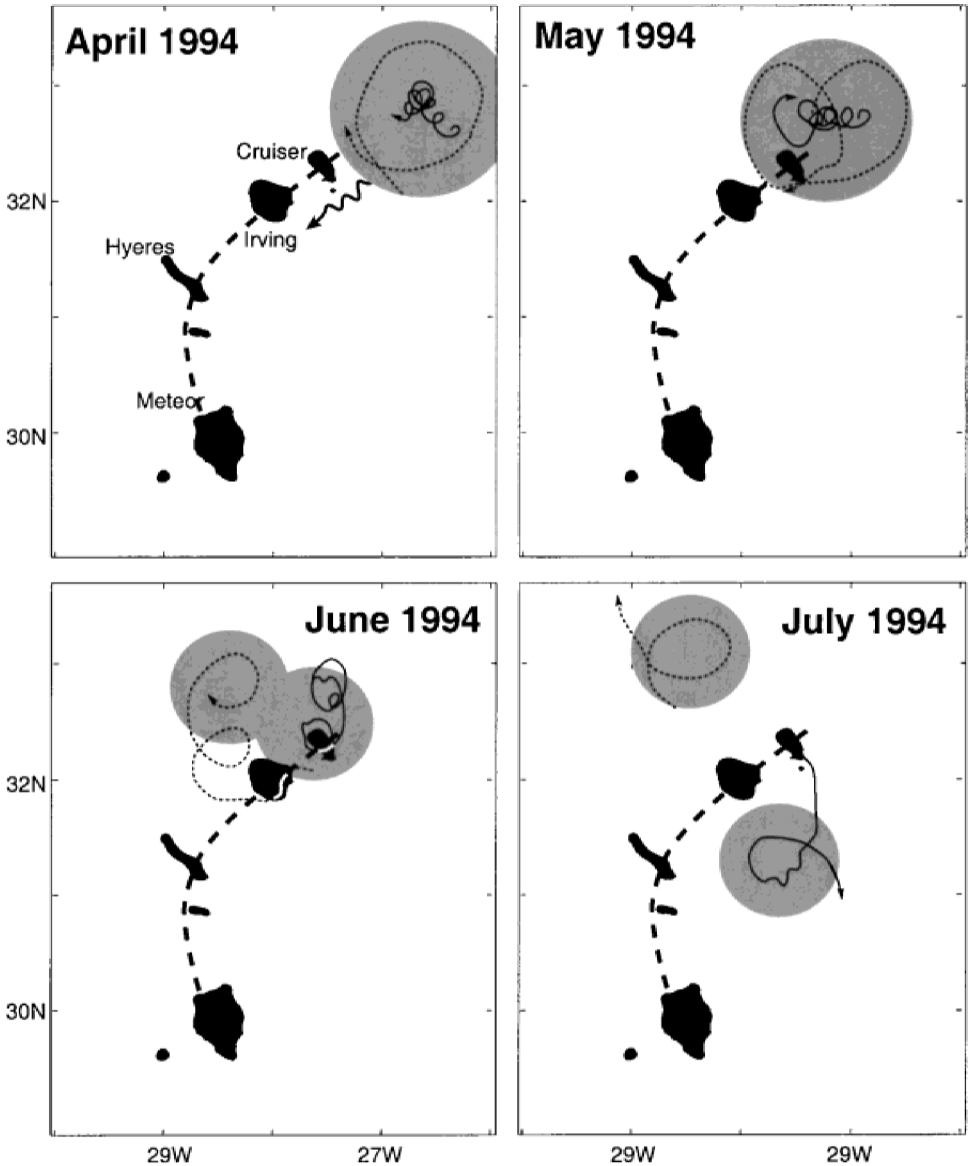 April 1994
May 1994
Cruiser
32N
Irving
Hyeres
Meteor
30N
June 1994
July 1994
32N
30N
29W
27W
29W
29W